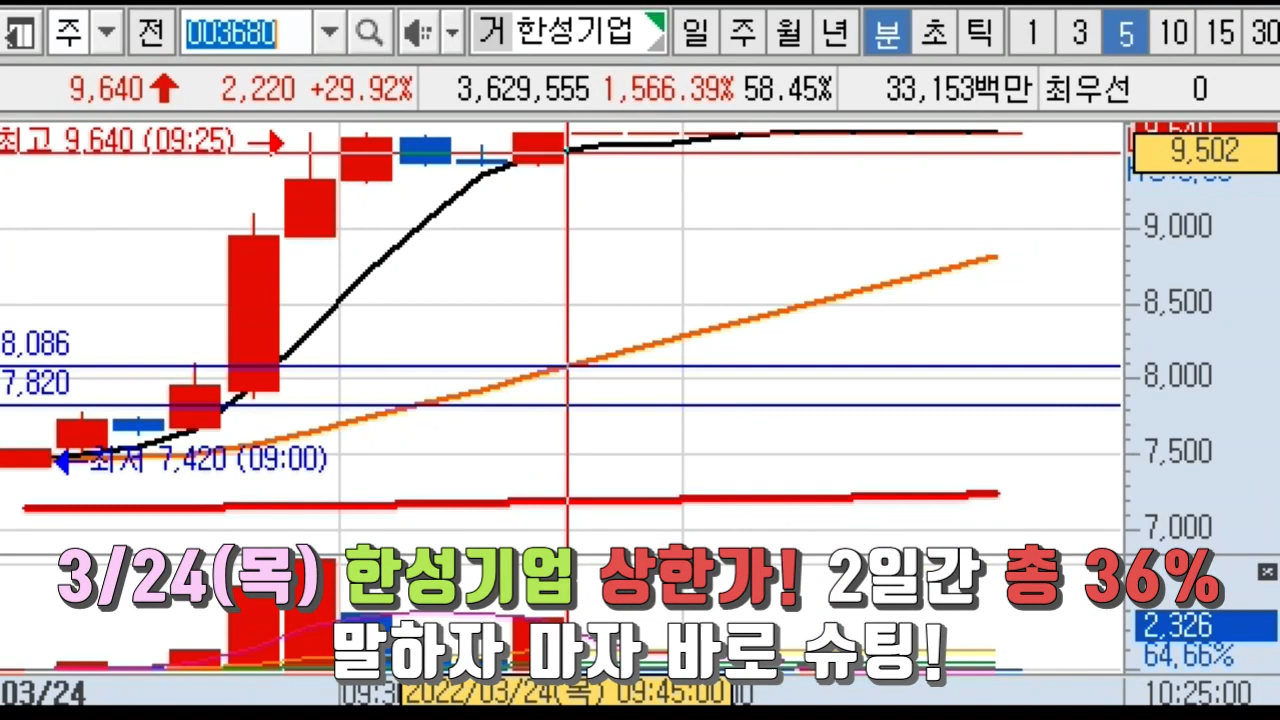 주 전 003680 거 한성기업 일 주 월 년 분 초 틱 1 3 5 10 15 30
9,640 2,220 +29.92% 3,629,555 1,566.39% 58.45% 33,153백만 최우선 0
최고 9,640 (09:25)
9,640
9,502
9,000
8,500
8,086
8,000
7,820
7,500
최저 7,420 (09:00)
7,000
3/24(목) 한성기업 상한가! 2일간 총 36%
말하자 마자 바로 슈팅!
2,326
64,66%
03/24 09:3 2022/03/24(목) 09:45:00 10:25:00